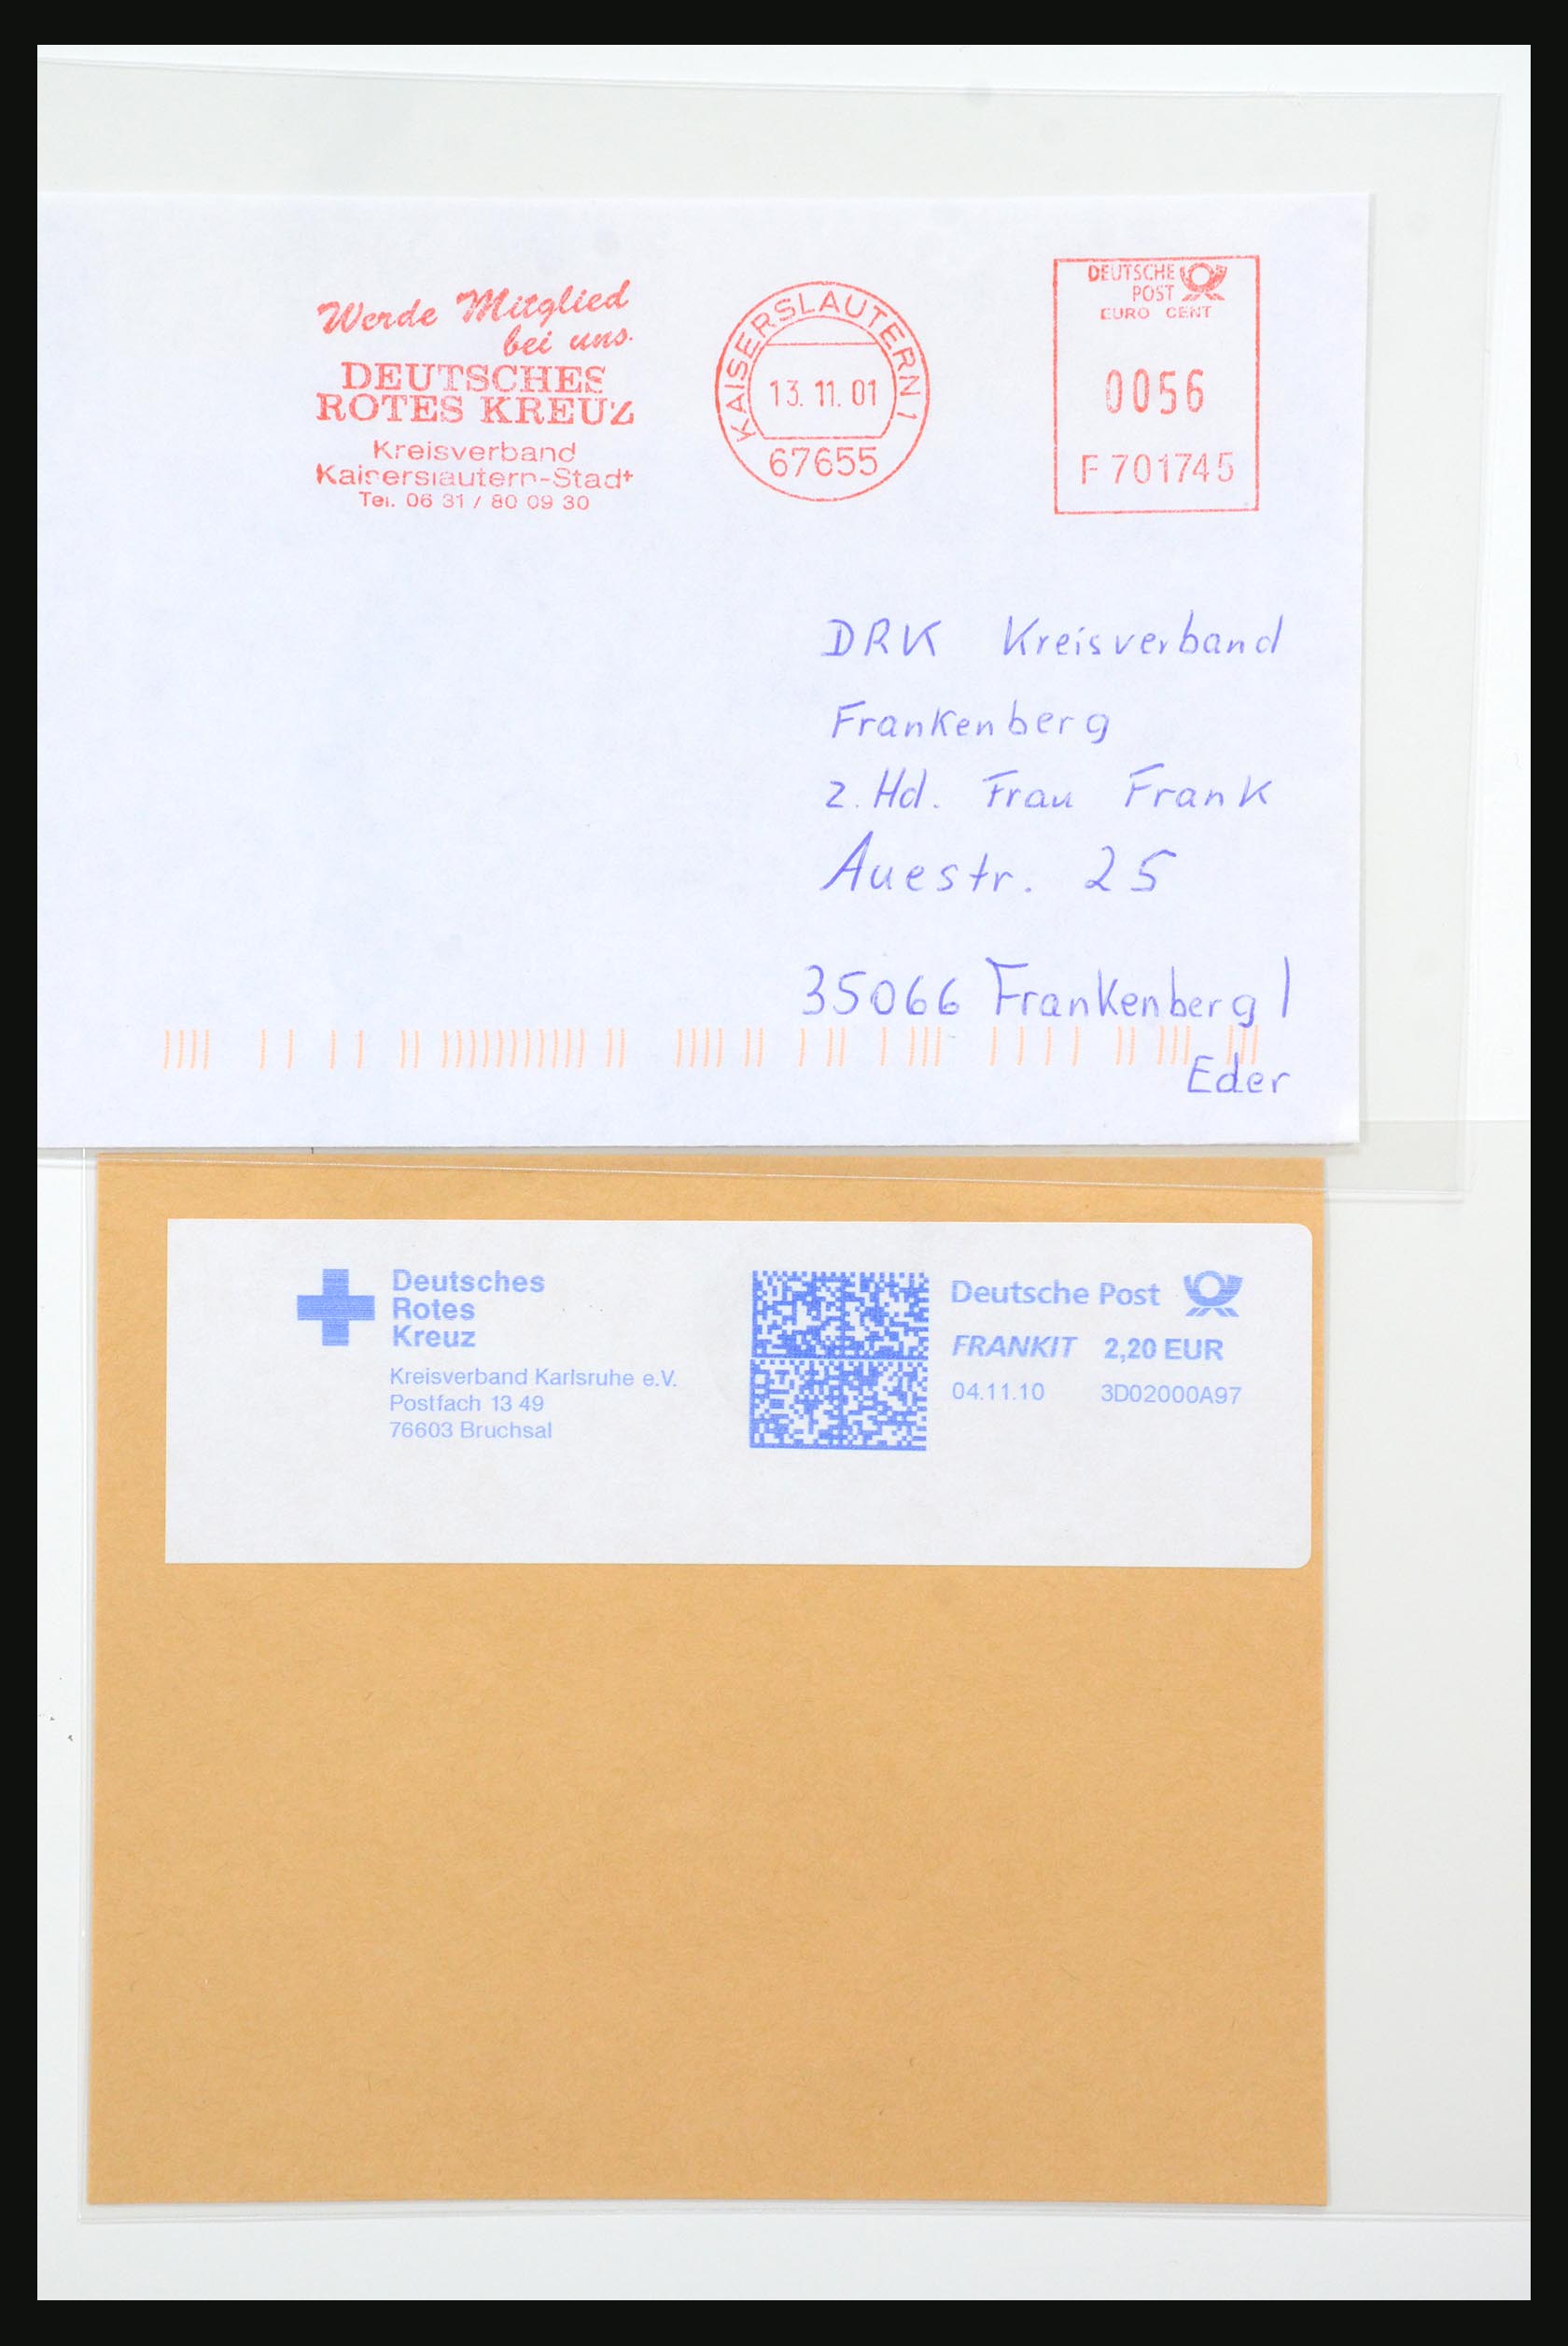 Werde Mitglied
bei uns.
DEUTSCHES
ROTES KREUZ
Kreisverband
Kaiserslautern-Stadt
Tel. 06 31 / 80 09 30
KAISERSLAUTERN 1
13. 11. 01
67655
DEUTSCHE
POST
EURO CENT
0056
F 701745
DRK Kreisverband
Frankenberg
z. Hd. Frau Frank
Auestr. 25
35066 Frankenberg /
Eder
Deutsches
Rotes
Kreuz
Kreisverband Karlsruhe e.V.
Postfach 13 49
76603 Bruchsal
Deutsche Post
FRANKIT 2,20 EUR
04.11.10 3D02000A97